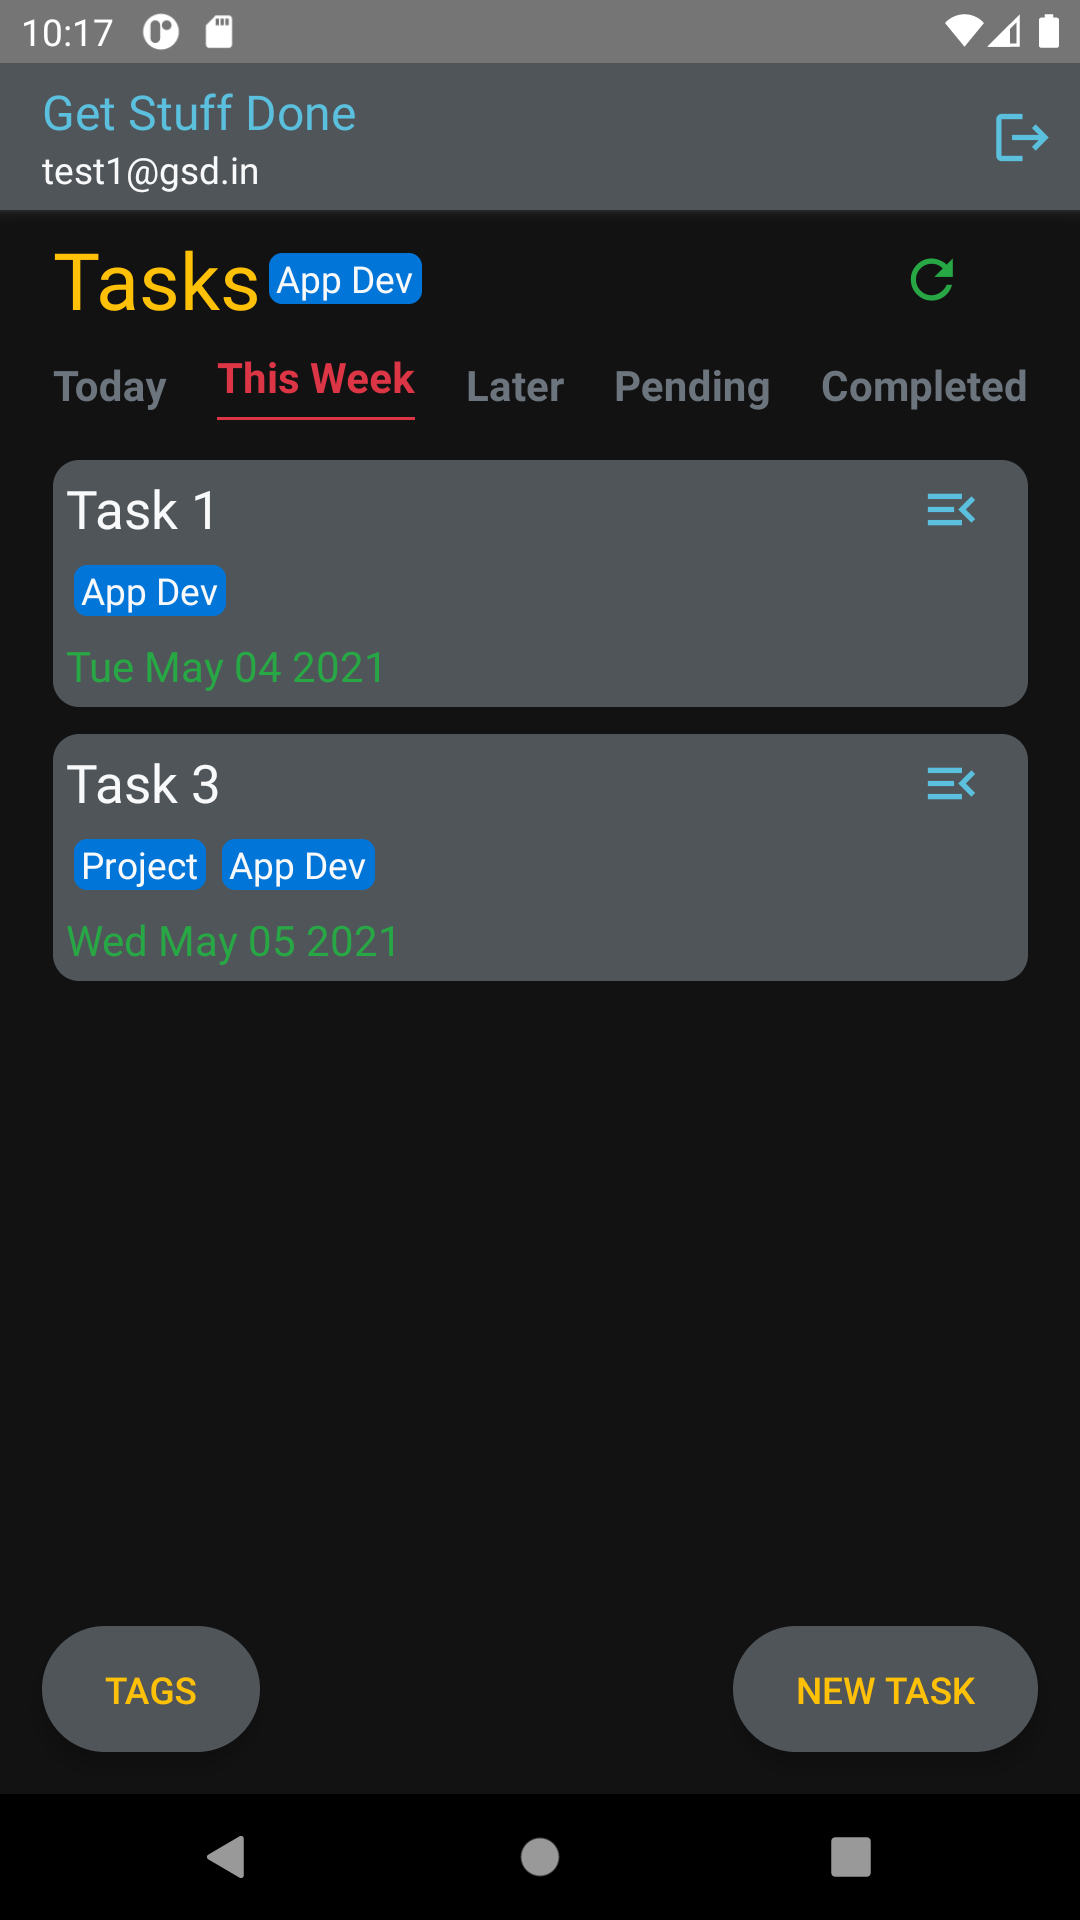 10:17
Get Stuff Done
test1@gsd.in
Tasks App Dev
Today This Week Later Pending Completed
Task 1
App Dev
Tue May 04 2021
Task 3
Project App Dev
Wed May 05 2021
TAGS NEW TASK